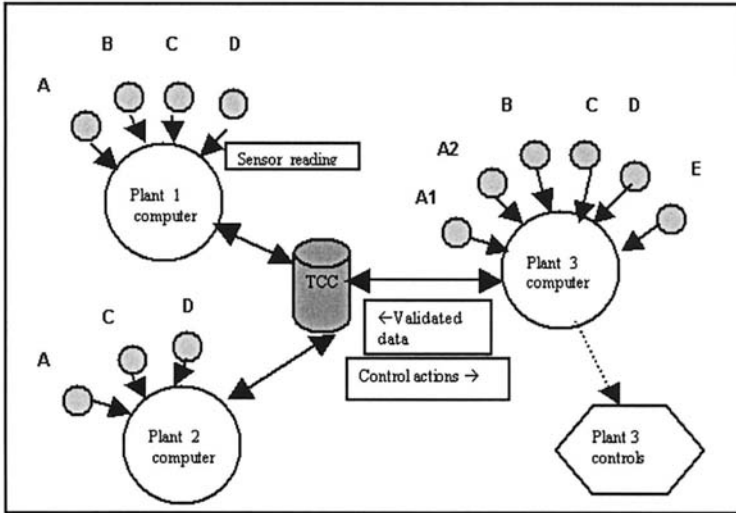 B C D
A
Sensor reading
Plant 1
computer
B C D
A2
E
A1
Plant 3
computer
TCC
←Validated
data
Control actions →
C D
A
Plant 2
computer
Plant 3
controls